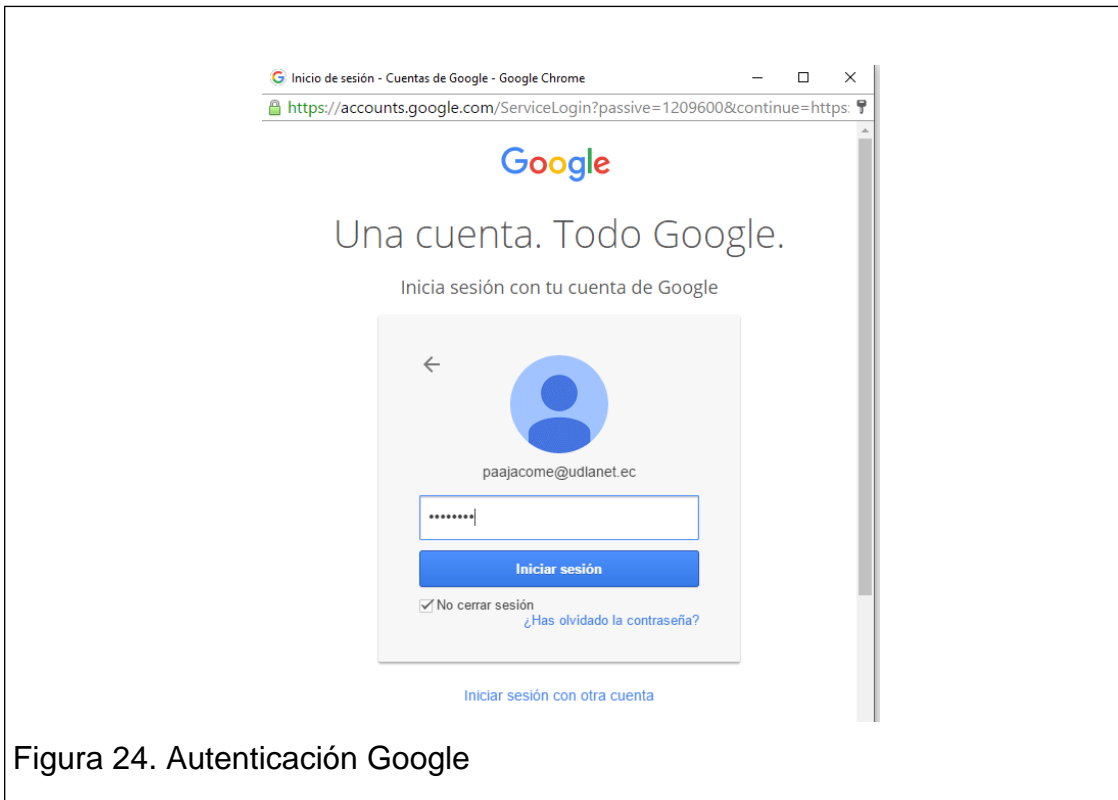 Inicio de sesión - Cuentas de Google - Google Chrome
https://accounts.google.com/ServiceLogin?passive=1209600&continue=https:
Google
Una cuenta. Todo Google.
Inicia sesión con tu cuenta de Google
paajacome@udlanet.ec
••••••••
Iniciar sesión
No cerrar sesión
¿Has olvidado la contraseña?
Iniciar sesión con otra cuenta
Figura 24. Autenticación Google